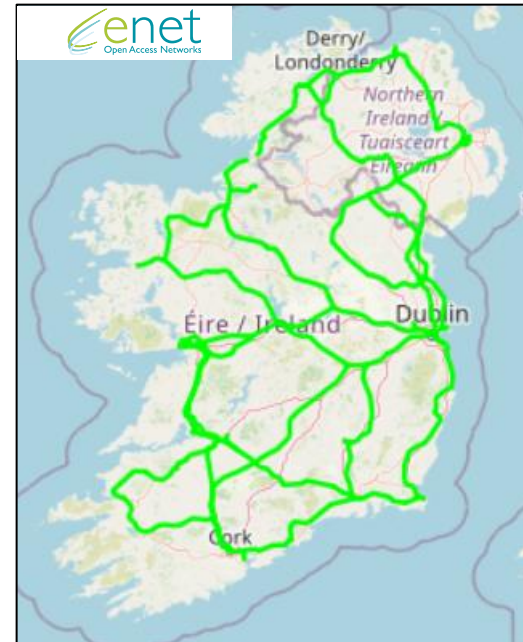 enet
Open Access Networks
Derry/
Londonderry
Northern
Ireland /
Tuaisceart
Éireann
Éire / Ireland
Dublin
Cork